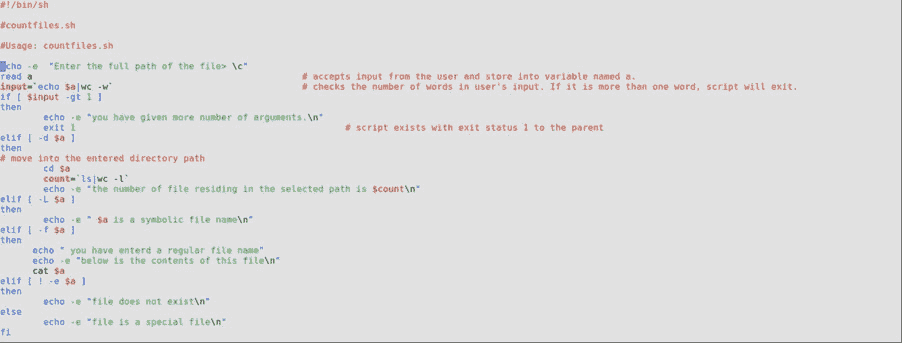 #!/bin/sh
#countfiles.sh
#Usage: countfiles.sh
echo -e "Enter the full path of the file> \c"
read a # accepts input from the user and store into variable named a.
input=`echo $a|wc -w` # checks the number of words in user's input. If it is more than one word, script will exit.
if [ $input -gt 1 ]
then
echo -e "you have given more number of arguments.\n"
exit 1 # script exists with exit status 1 to the parent
elif [ -d $a ]
then
# move into the entered directory path
cd $a
count=`ls|wc -l`
echo -e "the number of file residing in the selected path is $count\n"
elif [ -L $a ]
then
echo -e " $a is a symbolic file name\n"
elif [ -f $a ]
then
echo " you have enterd a regular file name"
echo -e "below is the contents of this file\n"
cat $a
elif [ ! -e $a ]
then
echo -e "file does not exist\n"
else
echo -e "file is a special file\n"
fi